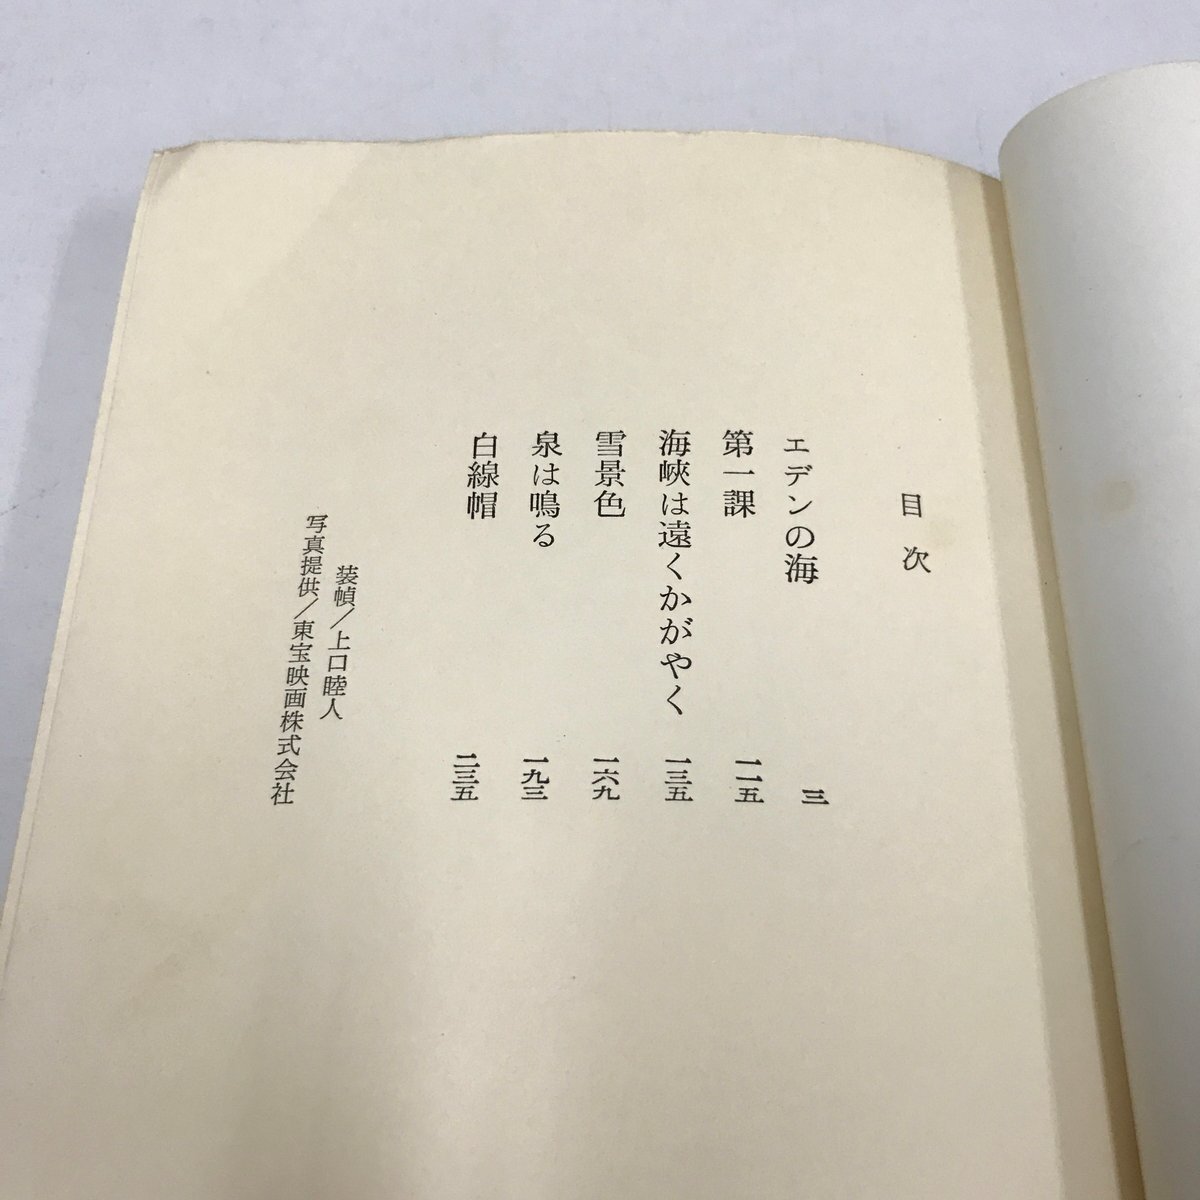 目次
エデンの海 三
第一課 一一五
海峡は遠くかがやく 一三五
雪景色 一六九
泉は鳴る 一九三
白線帽 二三五
装幀／上口睦人
写真提供／東宝映画株式会社